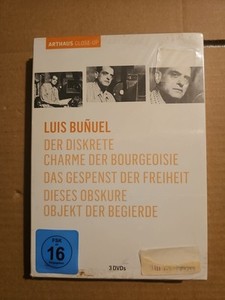 ARTHAUS CLOSE-UP
LUIS BUÑUEL
DER DISKRETE
CHARME DER BOURGEOISIE
DAS GESPENST DER FREIHEIT
DIESES OBSKURE
OBJEKT DER BEGIERDE
FSK
16
3 DVDs